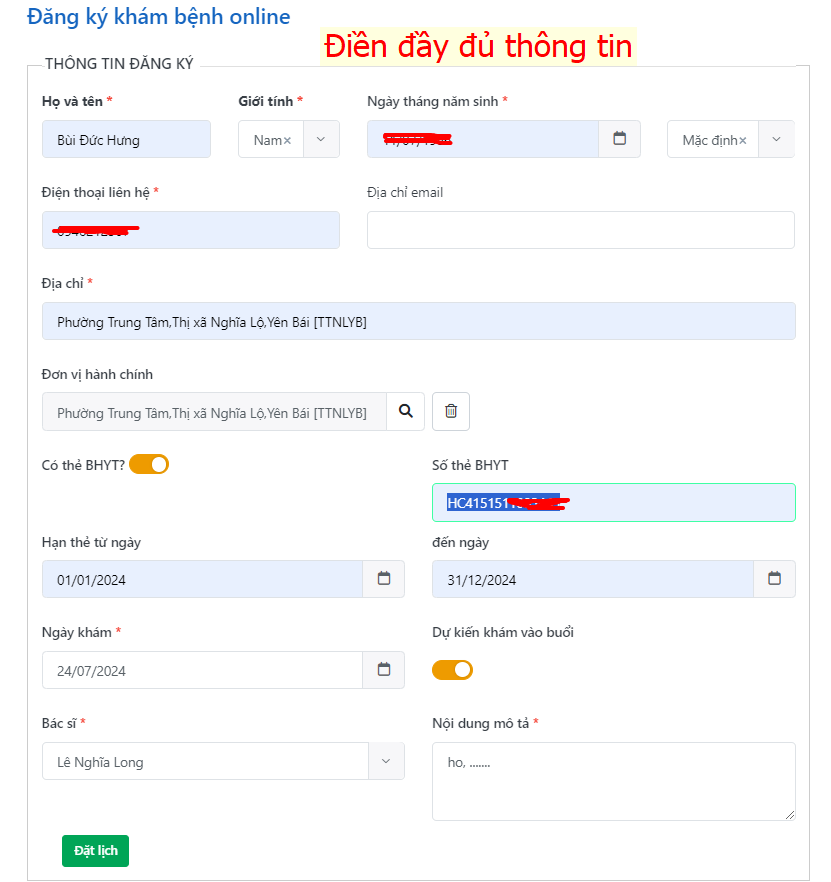 Đăng ký khám bệnh online
Điền đầy đủ thông tin
THÔNG TIN ĐĂNG KÝ
Họ và tên * Giới tính * Ngày tháng năm sinh *
Bùi Đức Hưng Nam× Mặc định×
Điện thoại liên hệ * Địa chỉ email
Địa chỉ *
Phường Trung Tâm,Thị xã Nghĩa Lộ,Yên Bái [TTNLYB]
Đơn vị hành chính
Phường Trung Tâm,Thị xã Nghĩa Lộ,Yên Bái [TTNLYB]
Có thẻ BHYT? Số thẻ BHYT
HC415151
Hạn thẻ từ ngày đến ngày
01/01/2024 31/12/2024
Ngày khám * Dự kiến khám vào buổi
24/07/2024
Bác sĩ * Nội dung mô tả *
Lê Nghĩa Long ho, .......
Đặt lịch